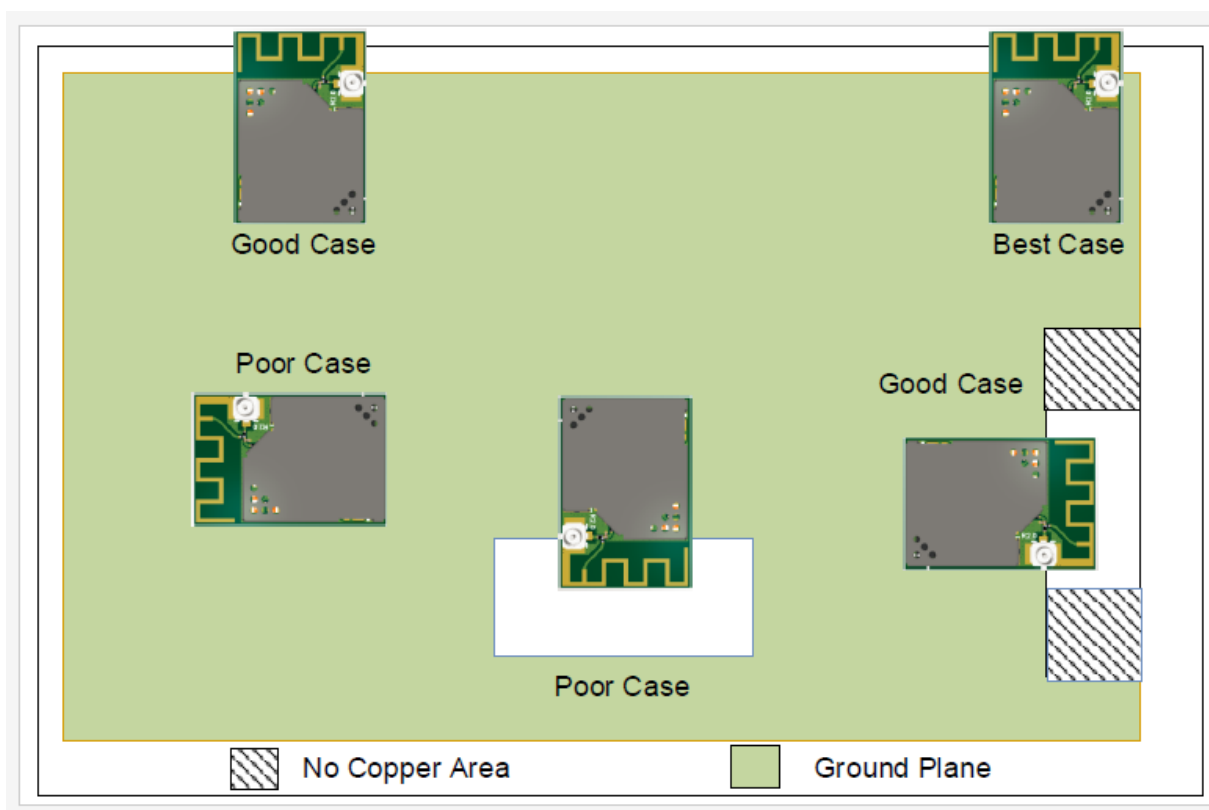 Good Case
Best Case
Poor Case
Good Case
Poor Case
No Copper Area
Ground Plane